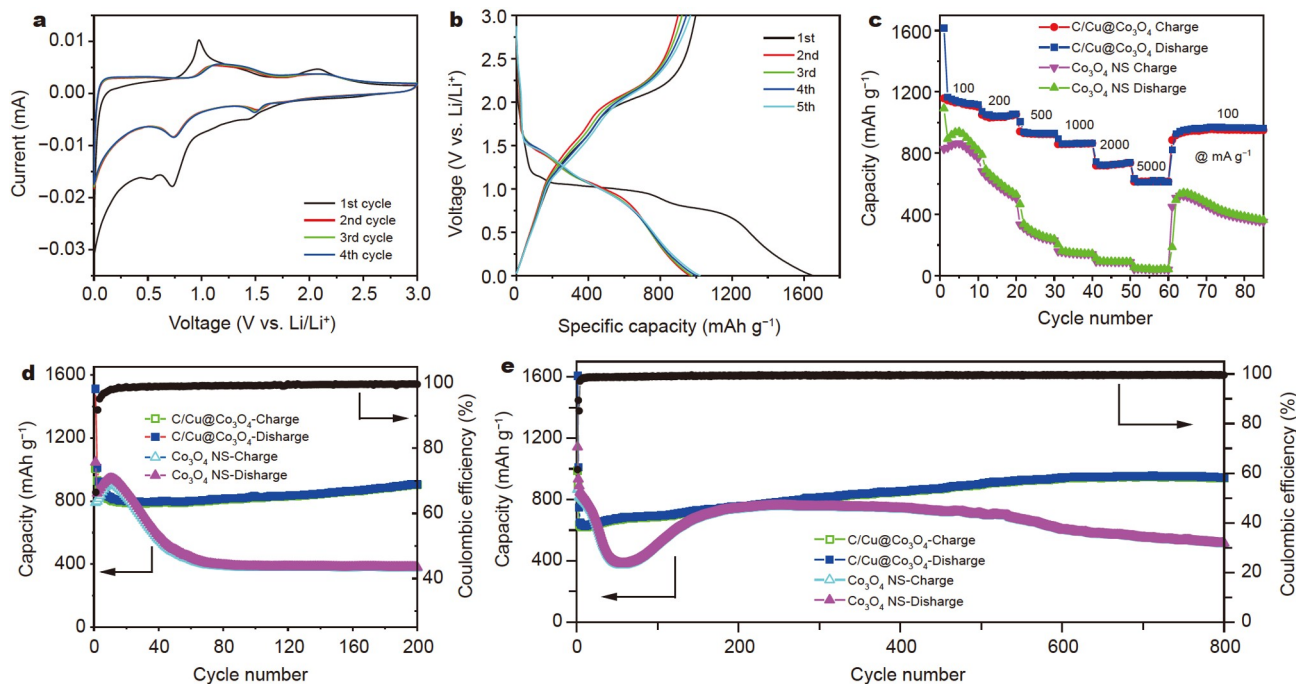 a
0.01
0.00
−0.01
−0.02
−0.03
Current (mA)
1st cycle
2nd cycle
3rd cycle
4th cycle
0.0 0.5 1.0 1.5 2.0 2.5 3.0
Voltage (V vs. Li/Li⁺)
b
3.0
2.5
2.0
1.5
1.0
0.5
0.0
Voltage (V vs. Li/Li⁺)
1st
2nd
3rd
4th
5th
0 400 800 1200 1600
Specific capacity (mAh g⁻¹)
c
1600
1200
800
400
0
Capacity (mAh g⁻¹)
C/Cu@Co₃O₄ Charge
C/Cu@Co₃O₄ Disharge
Co₃O₄ NS Charge
Co₃O₄ NS Disharge
100
200
500
1000
2000
5000
100
@ mA g⁻¹
0 10 20 30 40 50 60 70 80
Cycle number
d
1600
1200
800
400
0
Capacity (mAh g⁻¹)
C/Cu@Co₃O₄-Charge
C/Cu@Co₃O₄-Disharge
Co₃O₄ NS-Charge
Co₃O₄ NS-Disharge
100
80
60
40
Coulombic efficiency (%)
0 40 80 120 160 200
Cycle number
e
1600
1200
800
400
0
Capacity (mAh g⁻¹)
C/Cu@Co₃O₄-Charge
C/Cu@Co₃O₄-Disharge
Co₃O₄ NS-Charge
Co₃O₄ NS-Disharge
100
80
60
40
20
0
Coulombic efficiency (%)
0 200 400 600 800
Cycle number